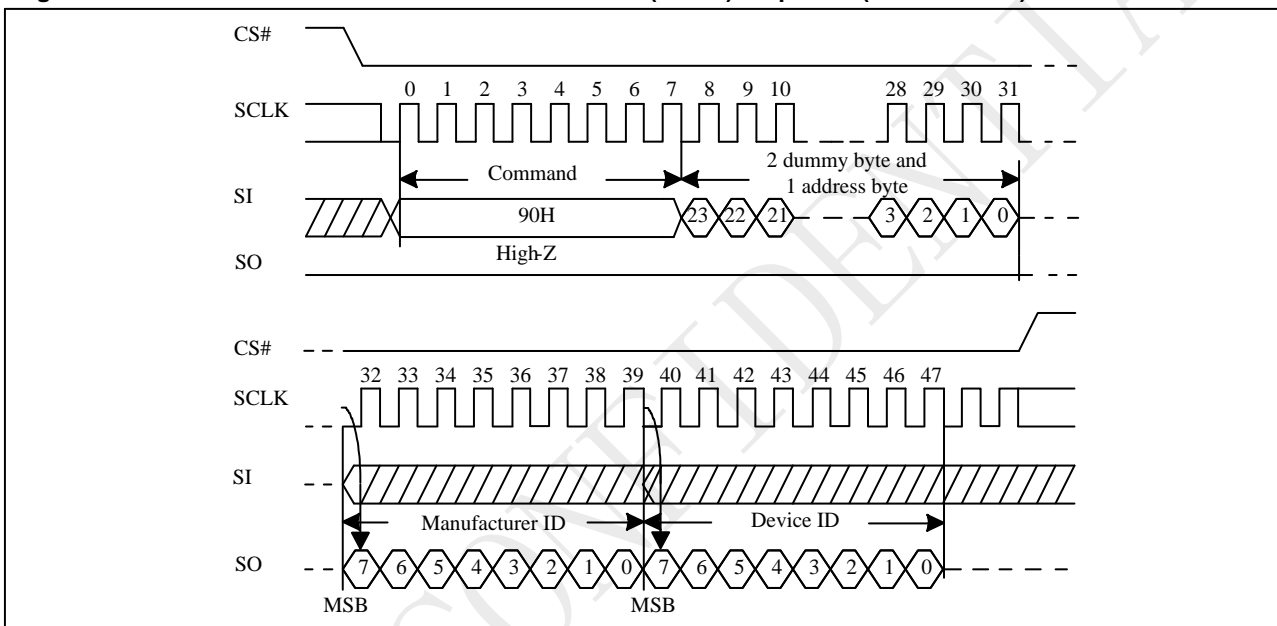 CS#
0 1 2 3 4 5 6 7 8 9 10 28 29 30 31
SCLK
Command
2 dummy byte and
1 address byte
SI
90H
23 22 21 3 2 1 0
High-Z
SO
CS#
32 33 34 35 36 37 38 39 40 41 42 43 44 45 46 47
SCLK
SI
Manufacturer ID
Device ID
SO
7 6 5 4 3 2 1 0 7 6 5 4 3 2 1 0
MSB
MSB